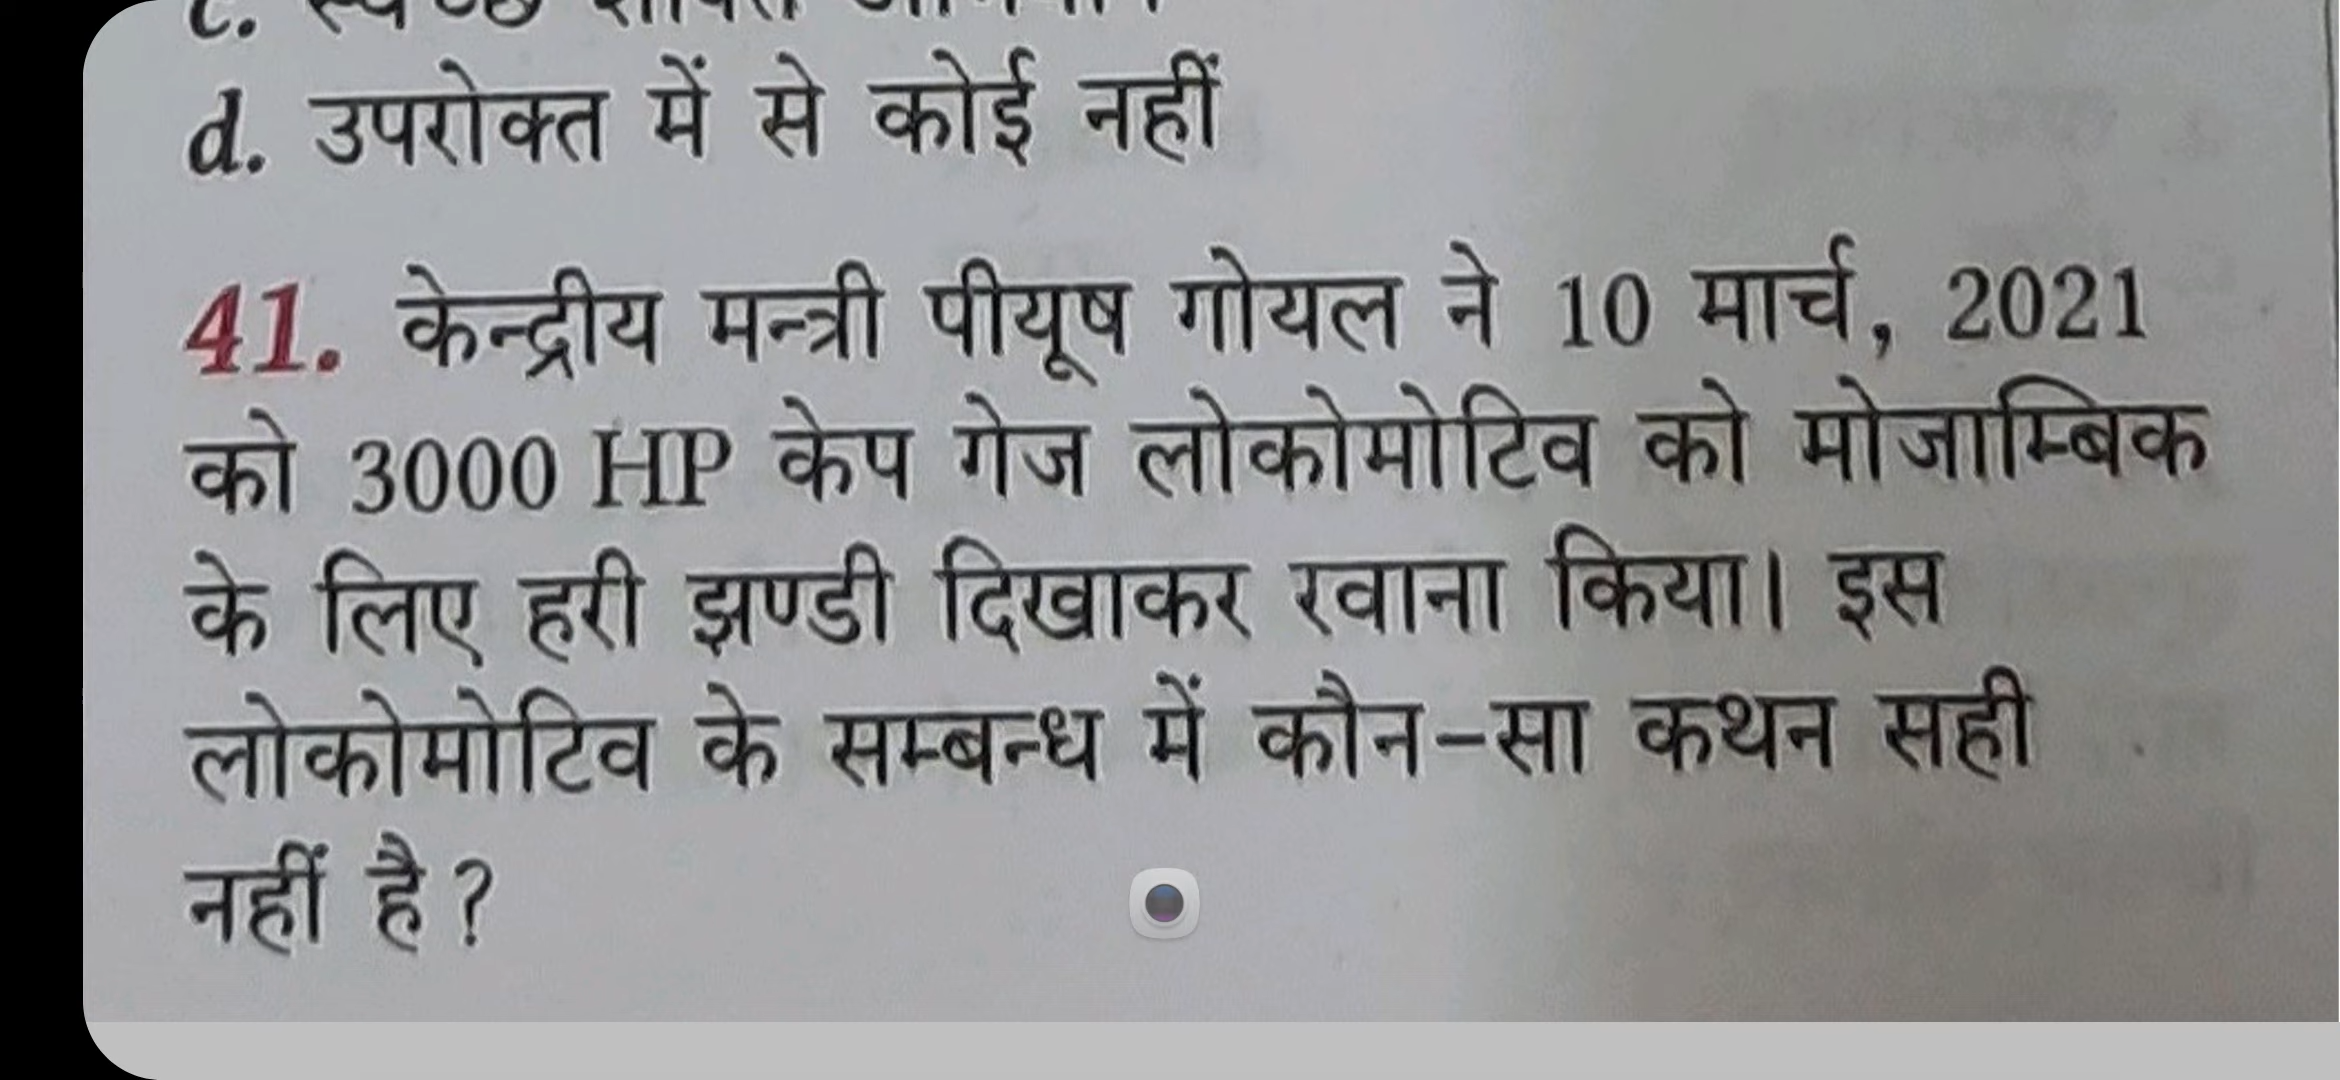 c. स्वच्छ
d. उपरोक्त में से कोई नहीं
41. केन्द्रीय मन्त्री पीयूष गोयल ने 10 मार्च, 2021
को 3000 HP केप गेज लोकोमोटिव को मोजाम्बिक
के लिए हरी झण्डी दिखाकर रवाना किया। इस
लोकोमोटिव के सम्बन्ध में कौन-सा कथन सही
नहीं है?